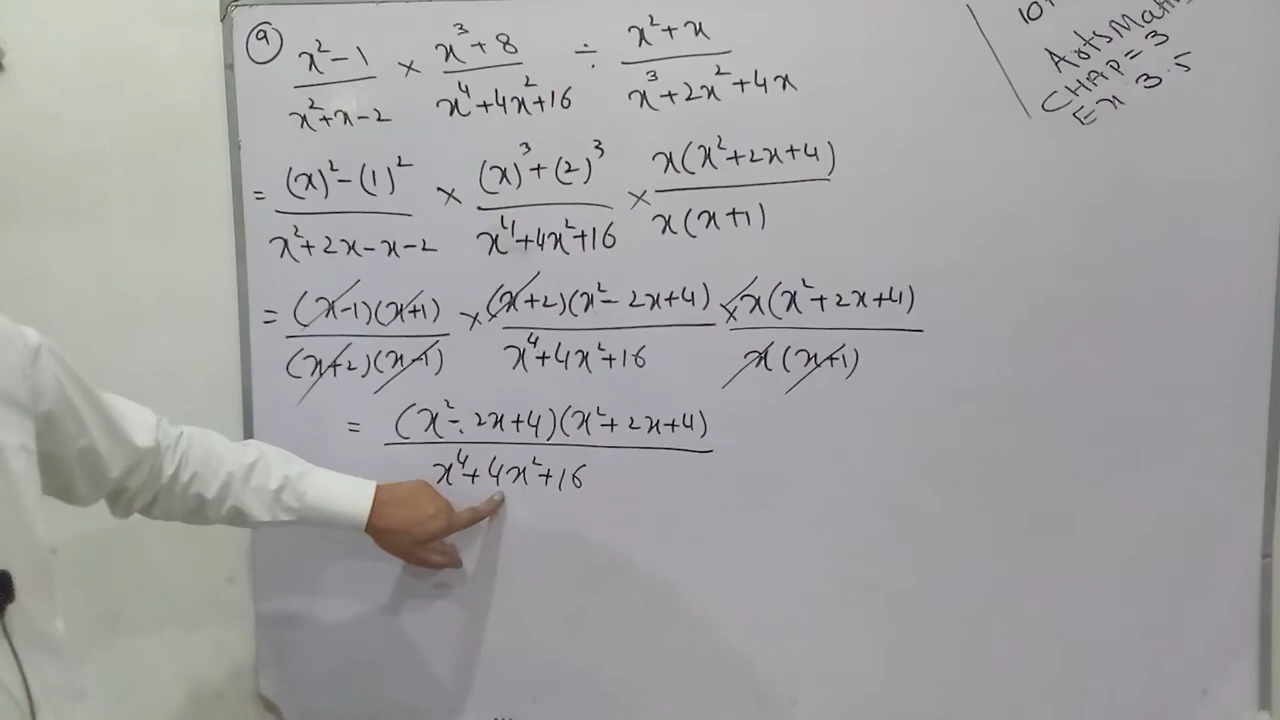 9 (x²-1)/(x²+x-2) × (x³+8)/(x⁴+4x²+16) ÷ (x²+x)/(x³+2x²+4x)
= ((x)²-(1)²)/(x²+2x-x-2) × ((x)³+(2)³)/(x⁴+4x²+16) × x(x²+2x+4)/x(x+1)
= (x-1)(x+1)/(x+2)(x-1) × (x+2)(x²-2x+4)/(x⁴+4x²+16) × x(x²+2x+4)/x(x+1)
= (x²-2x+4)(x²+2x+4)/(x⁴+4x²+16)
Arts Math
CHAP=3
Ex 3.5